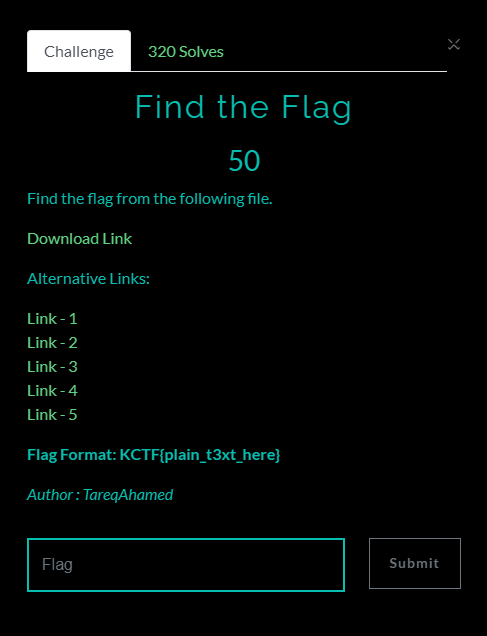 Challenge
320 Solves
Find the Flag
50
Find the flag from the following file.
Download Link
Alternative Links:
Link - 1
Link - 2
Link - 3
Link - 4
Link - 5
Flag Format: KCTF{plain_t3xt_here}
Author : TareqAhamed
Flag
Submit